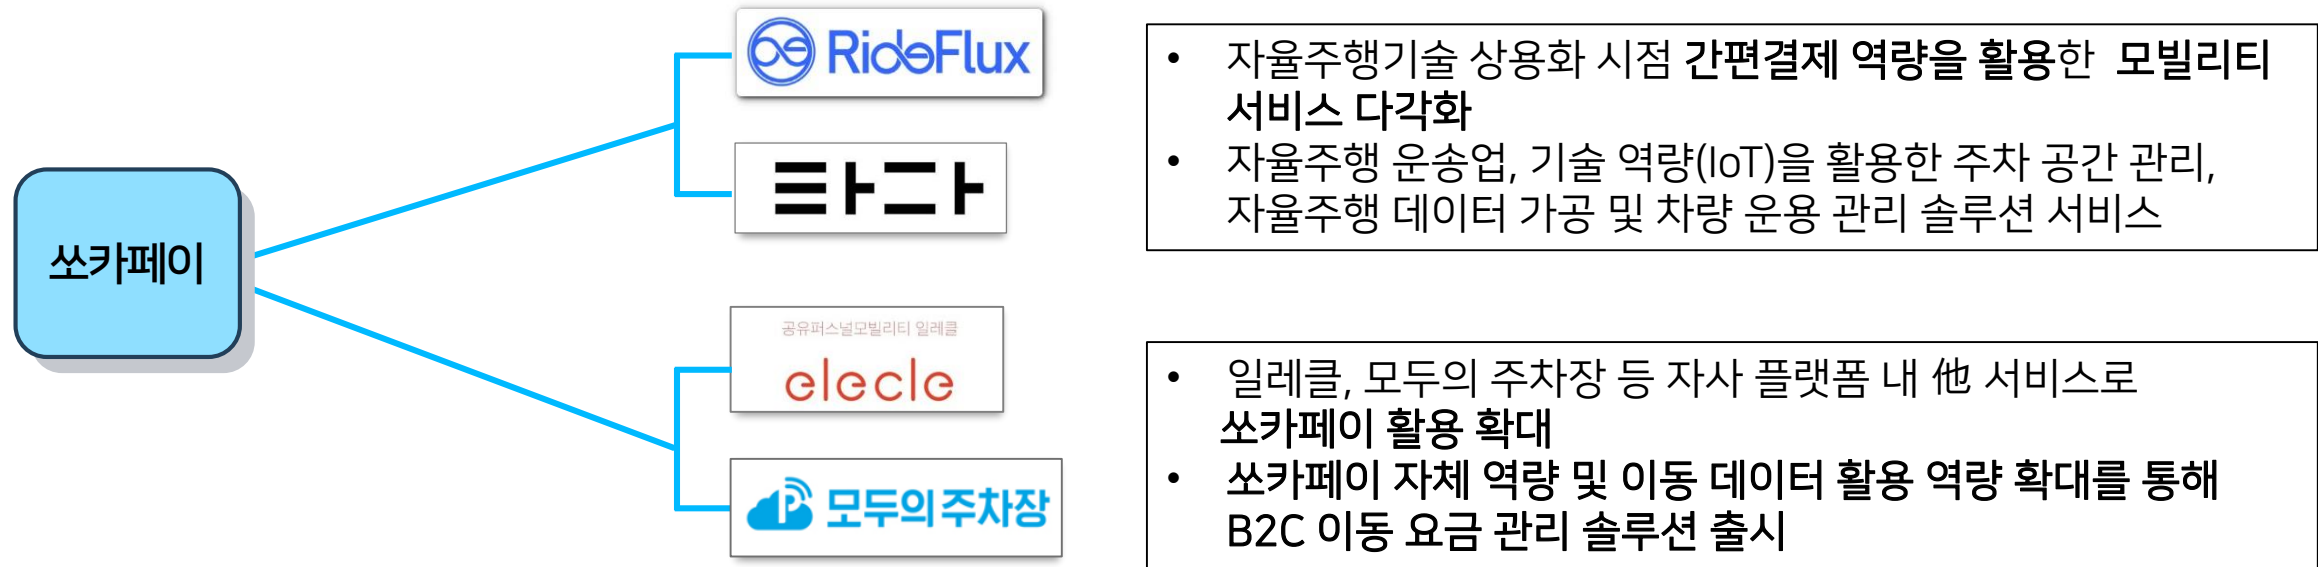 쏘카페이
RideFlux
타다
공유퍼스널모빌리티 일레클
elecle
P 모두의주차장
• 자율주행기술 상용화 시점 간편결제 역량을 활용한 모빌리티
서비스 다각화
• 자율주행 운송업, 기술 역량(IoT)을 활용한 주차 공간 관리,
자율주행 데이터 가공 및 차량 운용 관리 솔루션 서비스
• 일레클, 모두의 주차장 등 자사 플랫폼 내 他 서비스로
쏘카페이 활용 확대
• 쏘카페이 자체 역량 및 이동 데이터 활용 역량 확대를 통해
B2C 이동 요금 관리 솔루션 출시